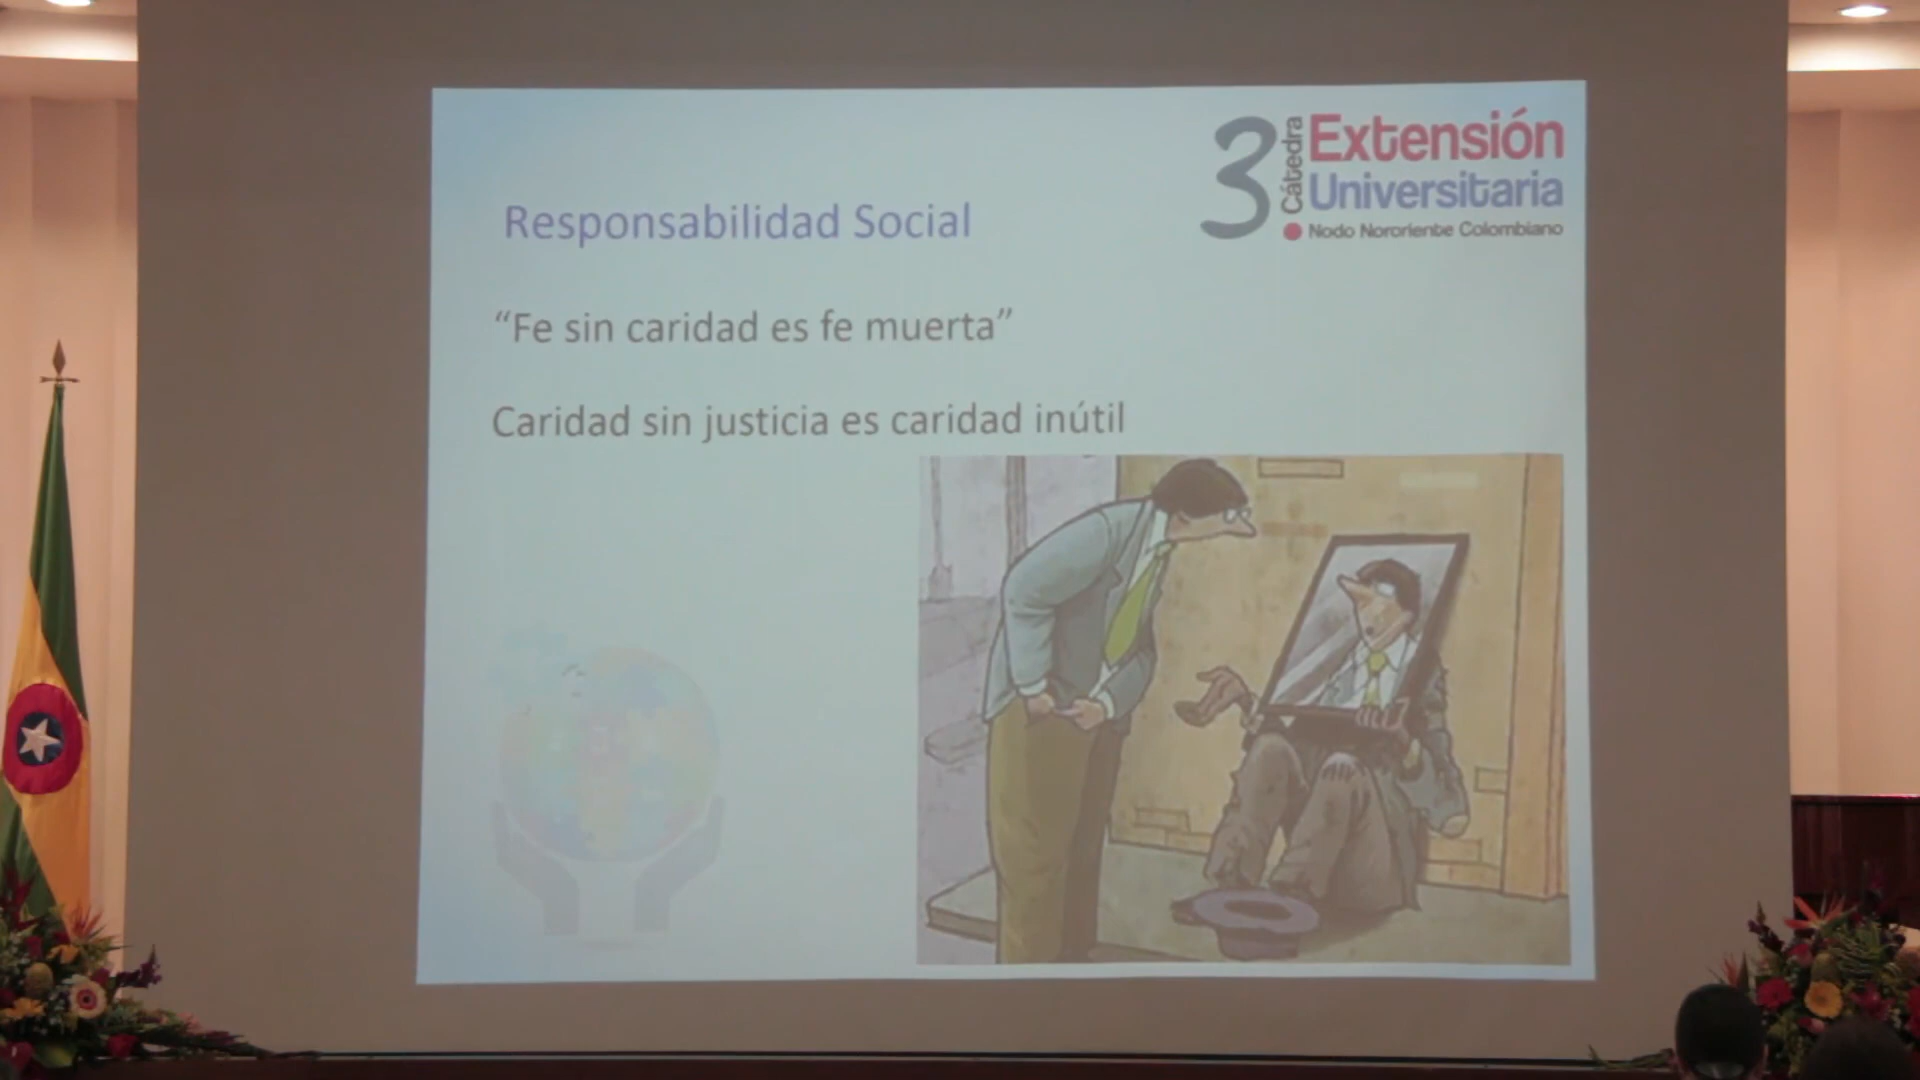 3 Cátedra
Extensión
Universitaria
Nodo Nororiente Colombiano
Responsabilidad Social
“Fe sin caridad es fe muerta”
Caridad sin justicia es caridad inútil